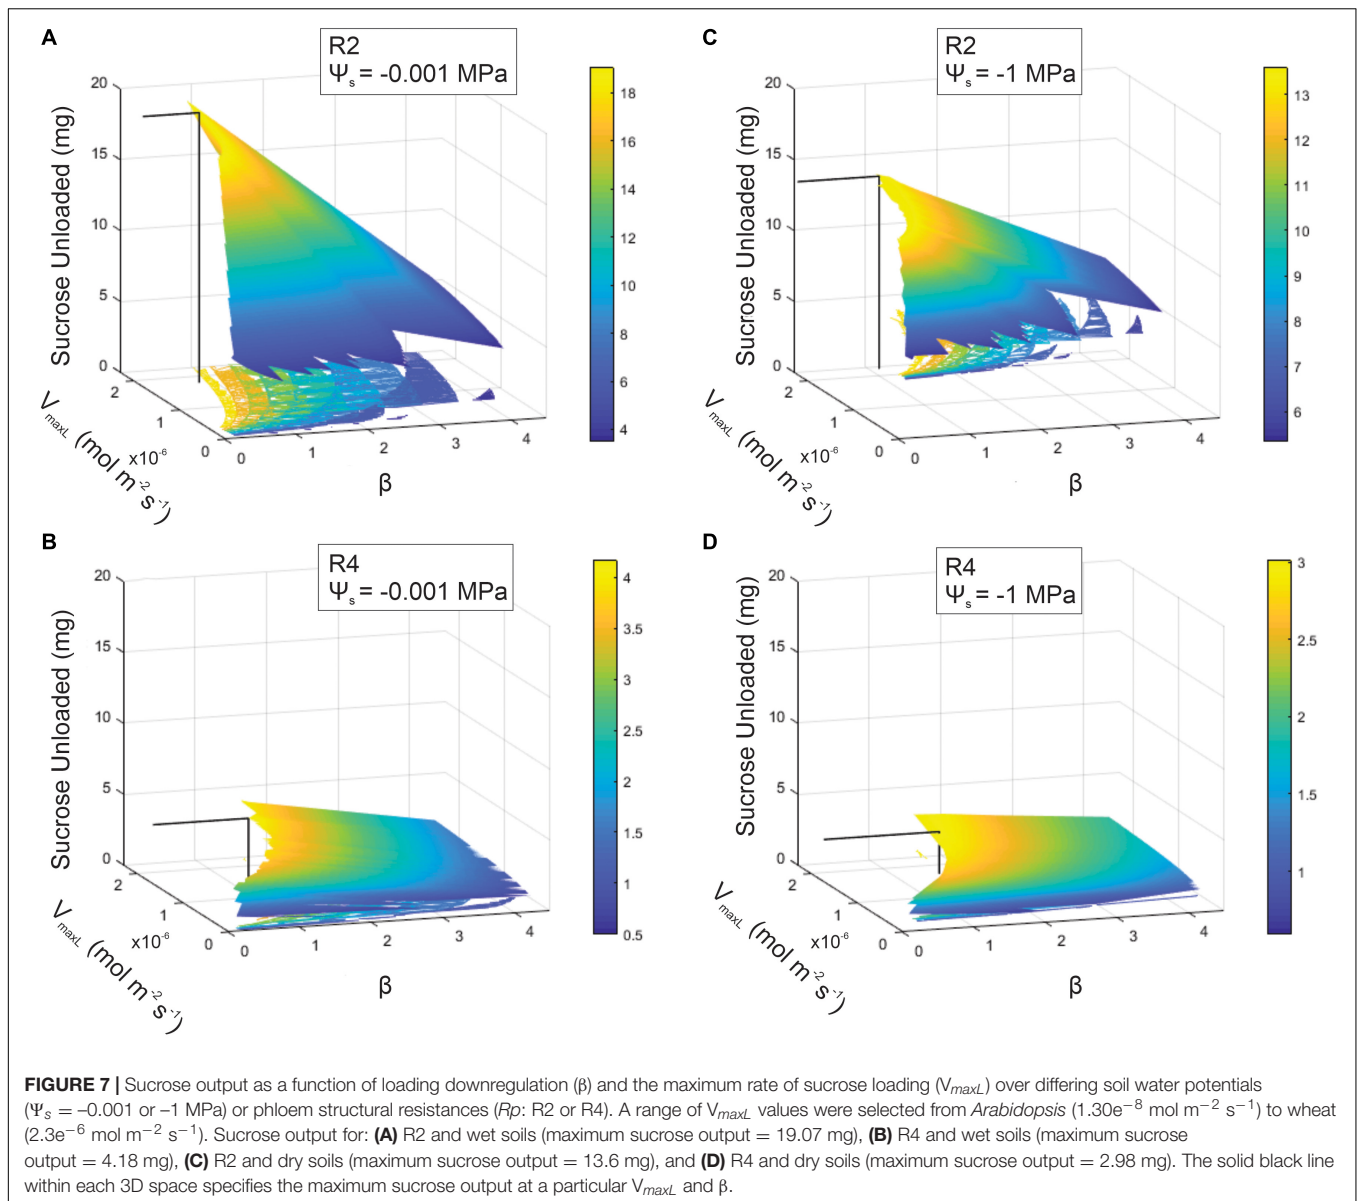 A
R2
Ψs = -0.001 MPa
20
15
10
5
0
Sucrose Unloaded (mg)
2
1
0
x10-6
VmaxL (mol m-2 s-1)
0
1
2
3
4
β
18
16
14
12
10
8
6
4
C
R2
Ψs = -1 MPa
20
15
10
5
0
Sucrose Unloaded (mg)
2
1
0
x10-6
VmaxL (mol m-2 s-1)
0
1
2
3
4
β
13
12
11
10
9
8
7
6
B
R4
Ψs = -0.001 MPa
20
15
10
5
0
Sucrose Unloaded (mg)
2
1
0
x10-6
VmaxL (mol m-2 s-1)
0
1
2
3
4
β
4
3.5
3
2.5
2
1.5
1
0.5
D
R4
Ψs = -1 MPa
20
15
10
5
0
Sucrose Unloaded (mg)
2
1
0
x10-6
VmaxL (mol m-2 s-1)
0
1
2
3
4
β
3
2.5
2
1.5
1
FIGURE 7 | Sucrose output as a function of loading downregulation (β) and the maximum rate of sucrose loading (VmaxL) over differing soil water potentials
(Ψs = –0.001 or –1 MPa) or phloem structural resistances (Rp: R2 or R4). A range of VmaxL values were selected from Arabidopsis (1.30e−8 mol m−2 s−1) to wheat
(2.3e−6 mol m−2 s−1). Sucrose output for: (A) R2 and wet soils (maximum sucrose output = 19.07 mg), (B) R4 and wet soils (maximum sucrose
output = 4.18 mg), (C) R2 and dry soils (maximum sucrose output = 13.6 mg), and (D) R4 and dry soils (maximum sucrose output = 2.98 mg). The solid black line
within each 3D space specifies the maximum sucrose output at a particular VmaxL and β.